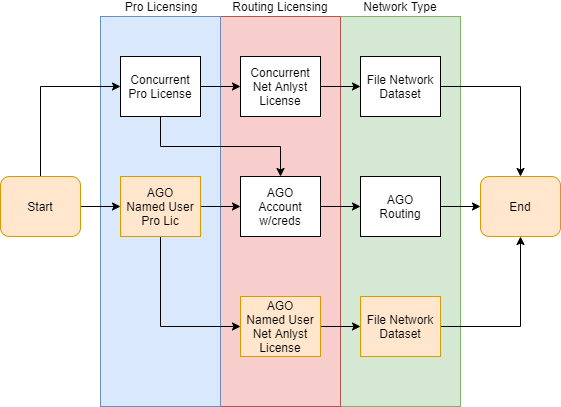 Pro Licensing
Routing Licensing
Network Type
Concurrent
Pro License
Concurrent
Net Anlyst
License
File Network
Dataset
Start
AGO
Named User
Pro Lic
AGO
Account
w/creds
AGO
Routing
End
AGO
Named User
Net Anlyst
License
File Network
Dataset